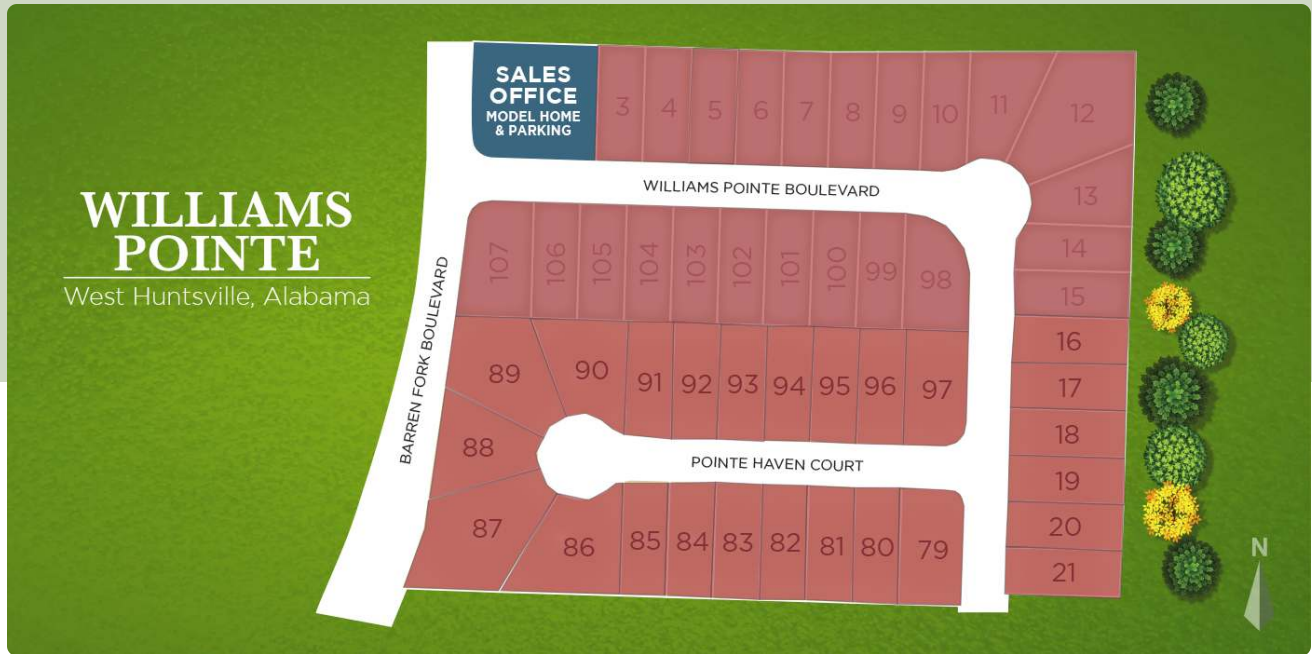 WILLIAMS
POINTE
West Huntsville, Alabama
SALES
OFFICE
MODEL HOME
& PARKING
3 4 5 6 7 8 9 10 11 12
13
14
15
WILLIAMS POINTE BOULEVARD
107 106 105 104 103 102 101 100 99 98
BARREN FORK BOULEVARD
89 90 91 92 93 94 95 96 97
16
17
18
19
20
21
88
POINTE HAVEN COURT
87 86 85 84 83 82 81 80 79
N